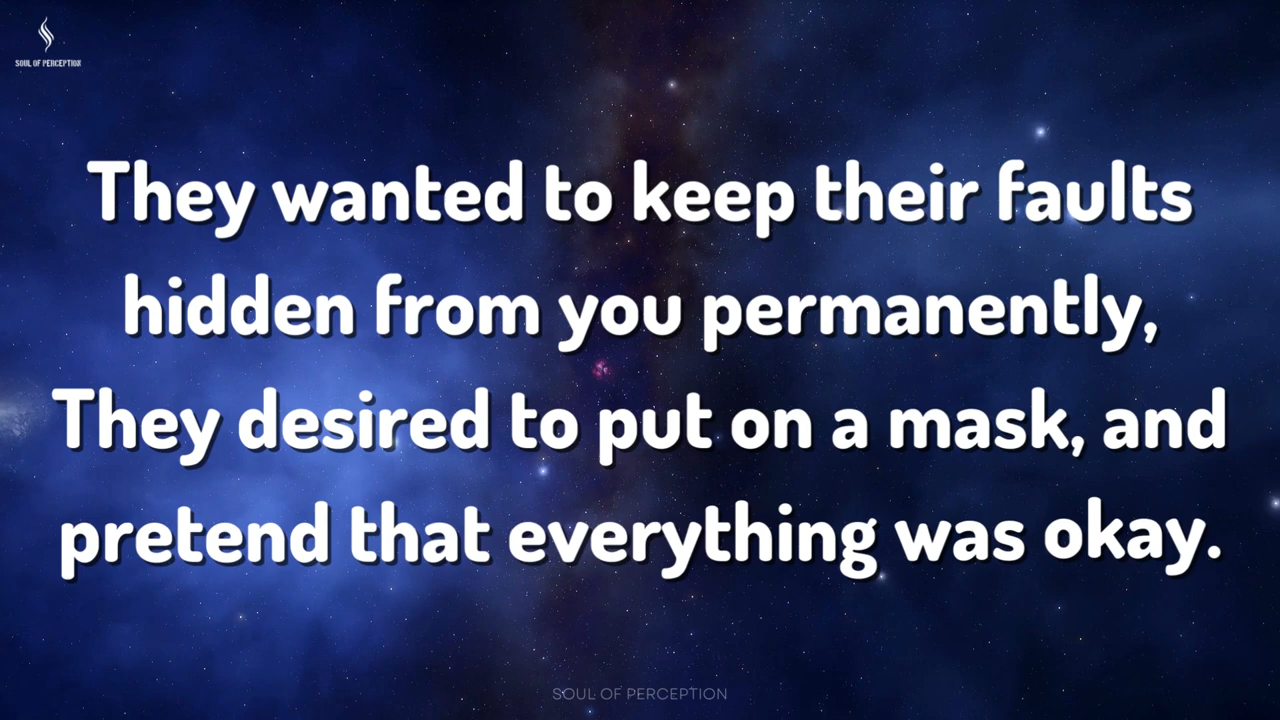 SOUL OF PERCEPTION
They wanted to keep their faults
hidden from you permanently,
They desired to put on a mask, and
pretend that everything was okay.
SOUL OF PERCEPTION